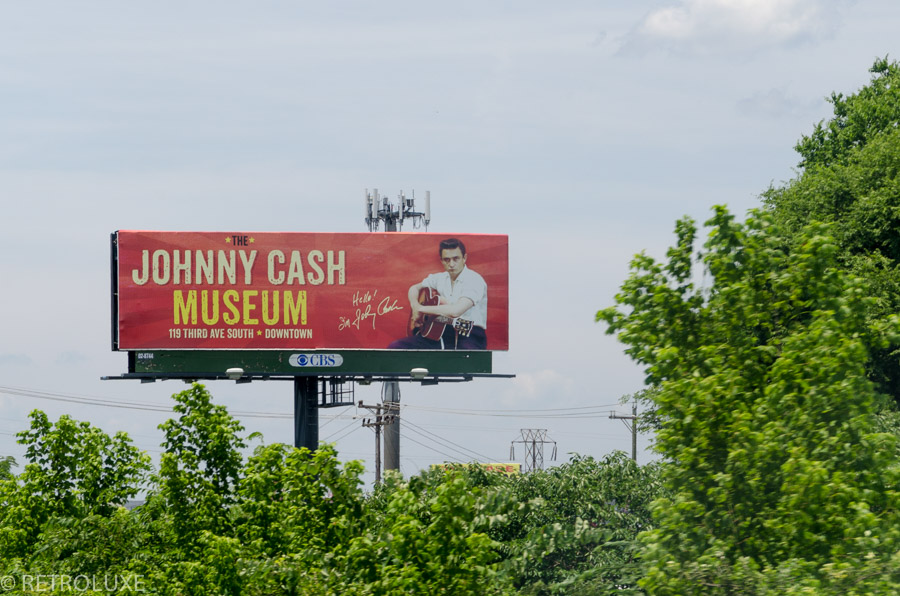 THE
JOHNNY CASH
MUSEUM
119 THIRD AVE SOUTH ★ DOWNTOWN
Hello!
I'm Johnny Cash
CBS
© RETROLUXE